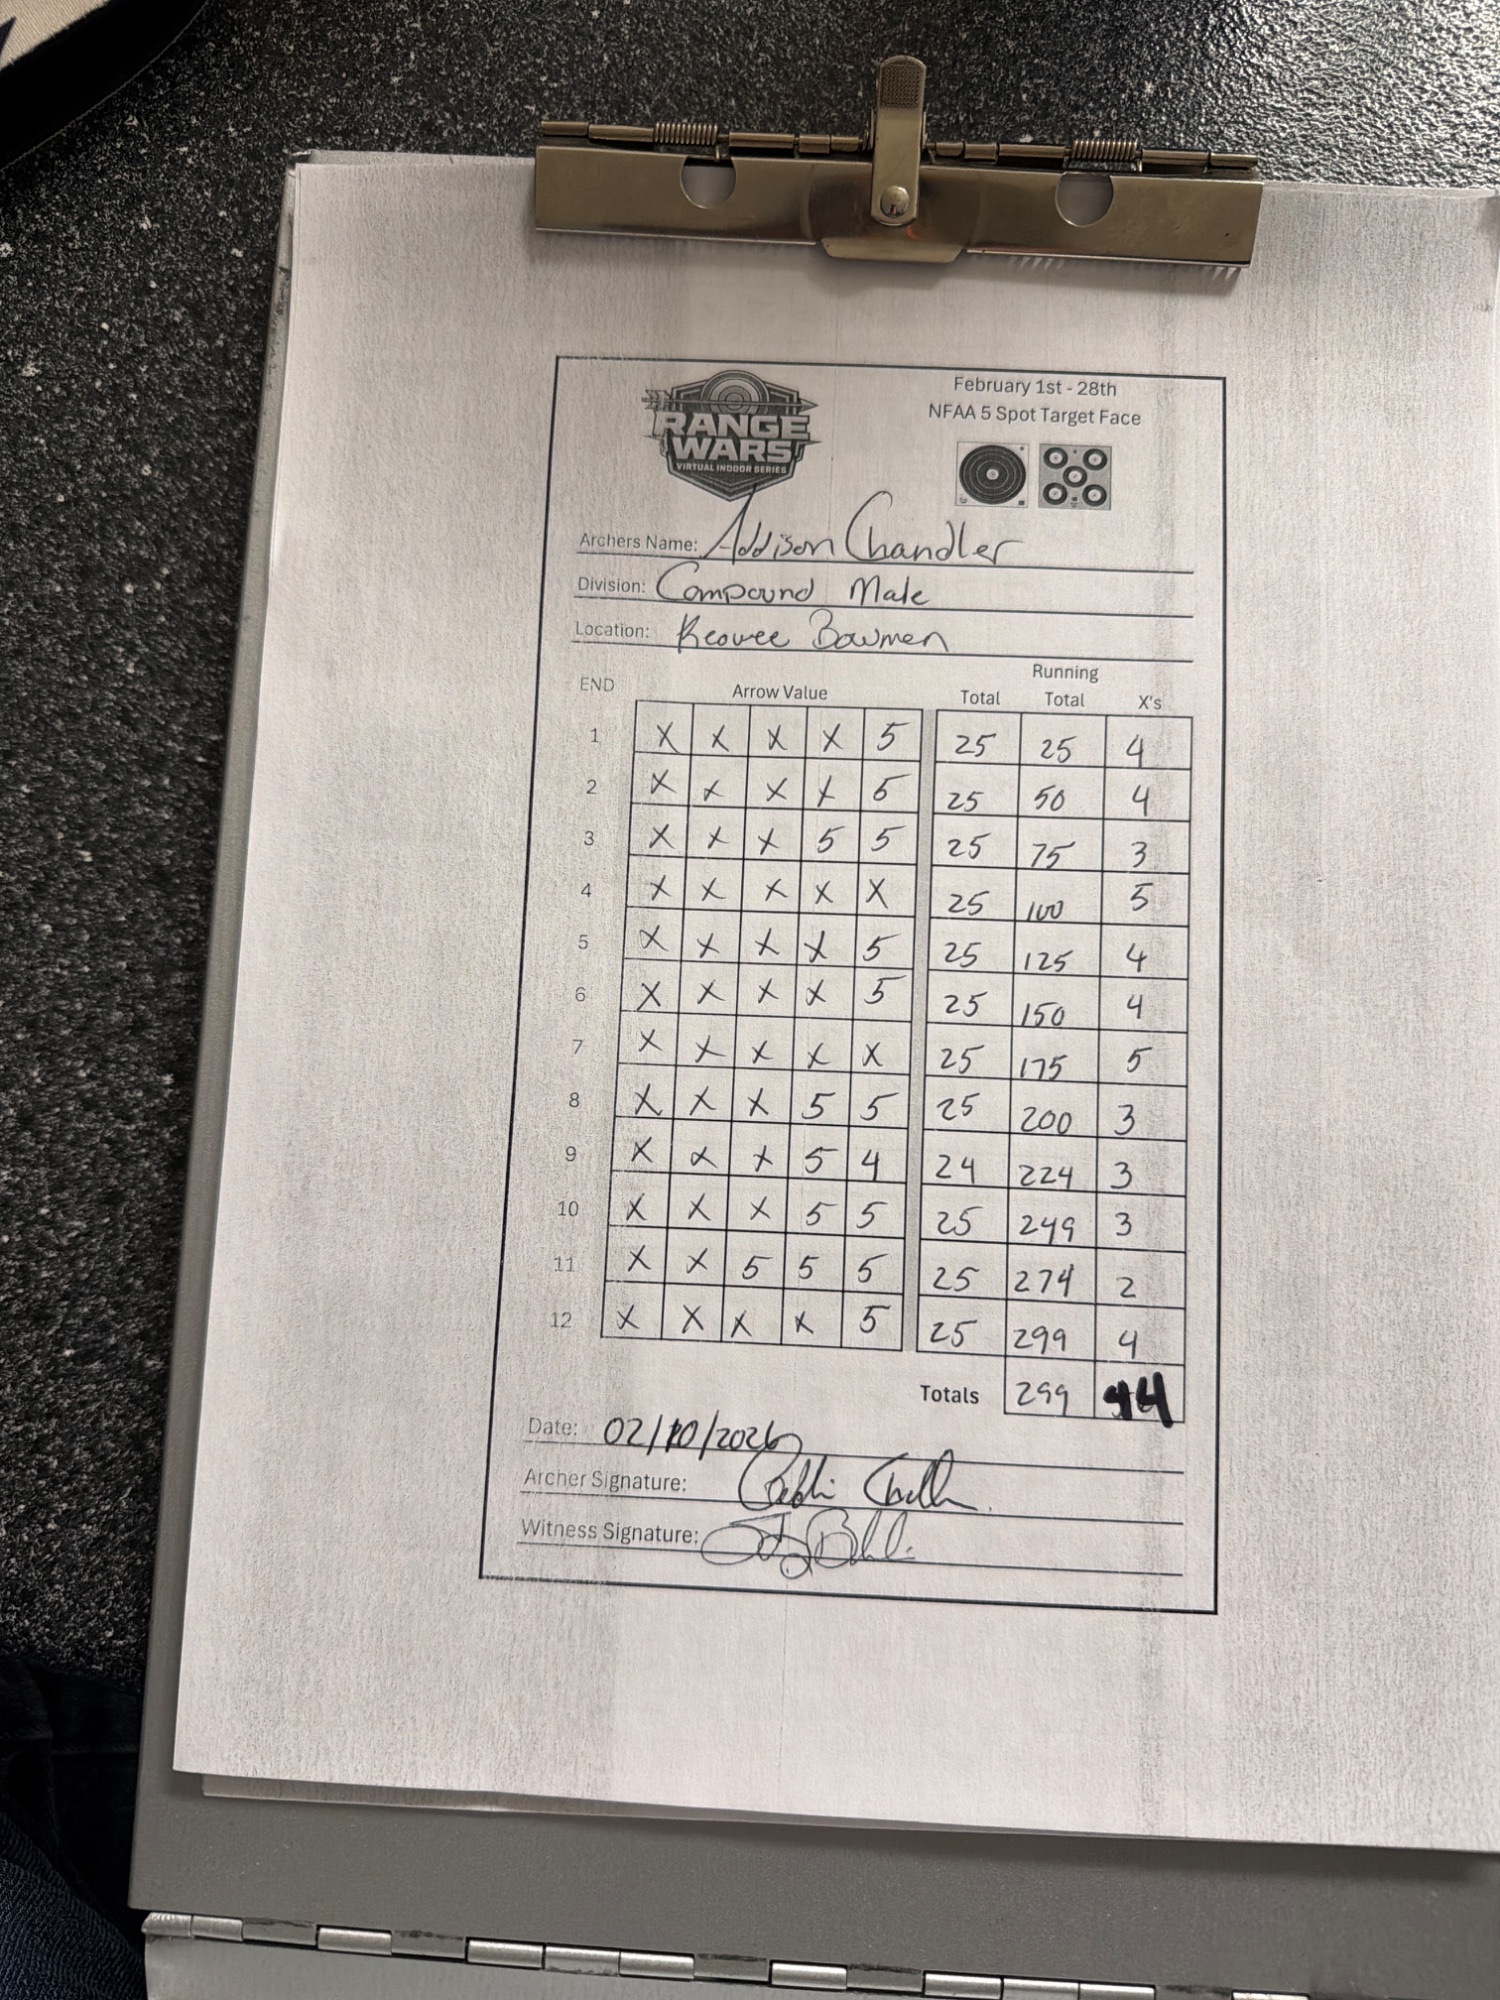 RANGE
WARS
VIRTUAL INDOOR SERIES
February 1st - 28th
NFAA 5 Spot Target Face
Archers Name: Addison Chandler
Division: Compound Male
Location: Keowee Bowmen
END Arrow Value Total Running Total X's
1 X X X X 5 25 25 4
2 X X X X 5 25 50 4
3 X X X 5 5 25 75 3
4 X X X X X 25 100 5
5 X X X X 5 25 125 4
6 X X X X 5 25 150 4
7 X X X X X 25 175 5
8 X X X 5 5 25 200 3
9 X X X 5 4 24 224 3
10 X X X 5 5 25 249 3
11 X X 5 5 5 25 274 2
12 X X X X 5 25 299 4
Totals 299 44
Date: 02/10/2026
Archer Signature:
Witness Signature: